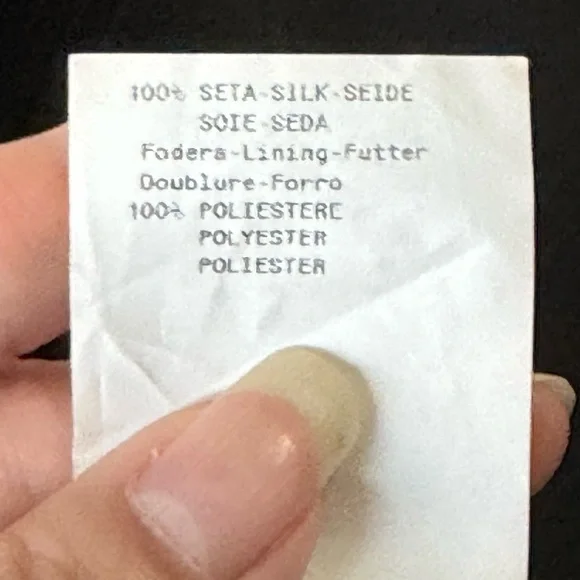 100% SETA-SILK-SEIDE
SOIE-SEDA
Fodera-Lining-Futter
Doublure-Forro
100% POLIESTERE
POLYESTER
POLIESTER